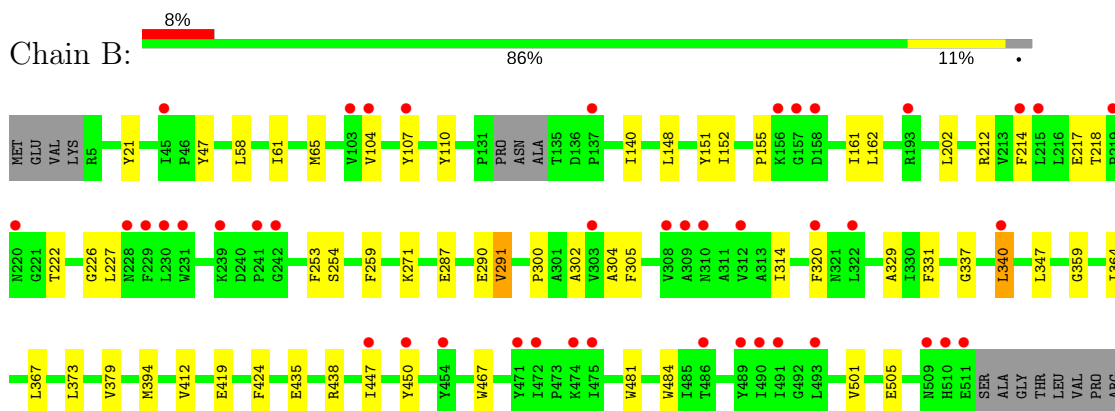 8%
Chain B:
86% 11% •
MET GLU VAL LYS R5 Y21 I45 P46 Y47 L58 I61 M65 V103 V104 Y107 Y110 P131 PRO ASN ALA T135 D136 P137 I140 L148 Y151 I152 P155 K156 G157 D158 I161 L162 R193 L202 R212 V213 F214 L215 L216 E217 T218
N220 G221 T222 G226 L227 N228 F229 L230 W231 K239 D240 P241 G242 F253 S254 F259 K271 E287 E290 V291 P300 A301 A302 V303 A304 F305 V308 A309 N310 A311 V312 A313 I314 F320 N321 L322 A329 I330 F331 G337 L340 L347 G359
L367 L373 V379 M394 V412 E419 F424 E435 R438 I447 Y450 Y454 W467 Y471 I472 P473 K474 I475 W481 W484 I485 T486 Y489 I490 I491 G492 L493 V501 E505 N509 H510 E511 SER ALA GLY THR LEU VAL PRO